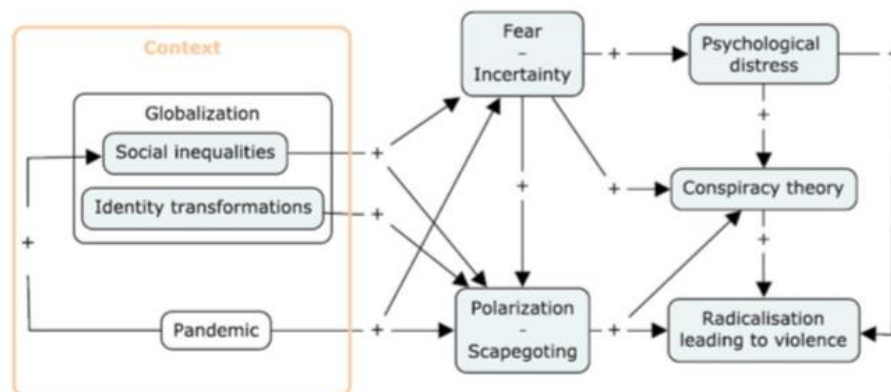 Context
Globalization
Social inequalities
Identity transformations
Pandemic
+
+
+
+
Fear
-
Incertainty
+
+
+
Polarization
-
Scapegoting
+
Psychological
distress
+
+
Conspiracy theory
+
Radicalisation
leading to violence